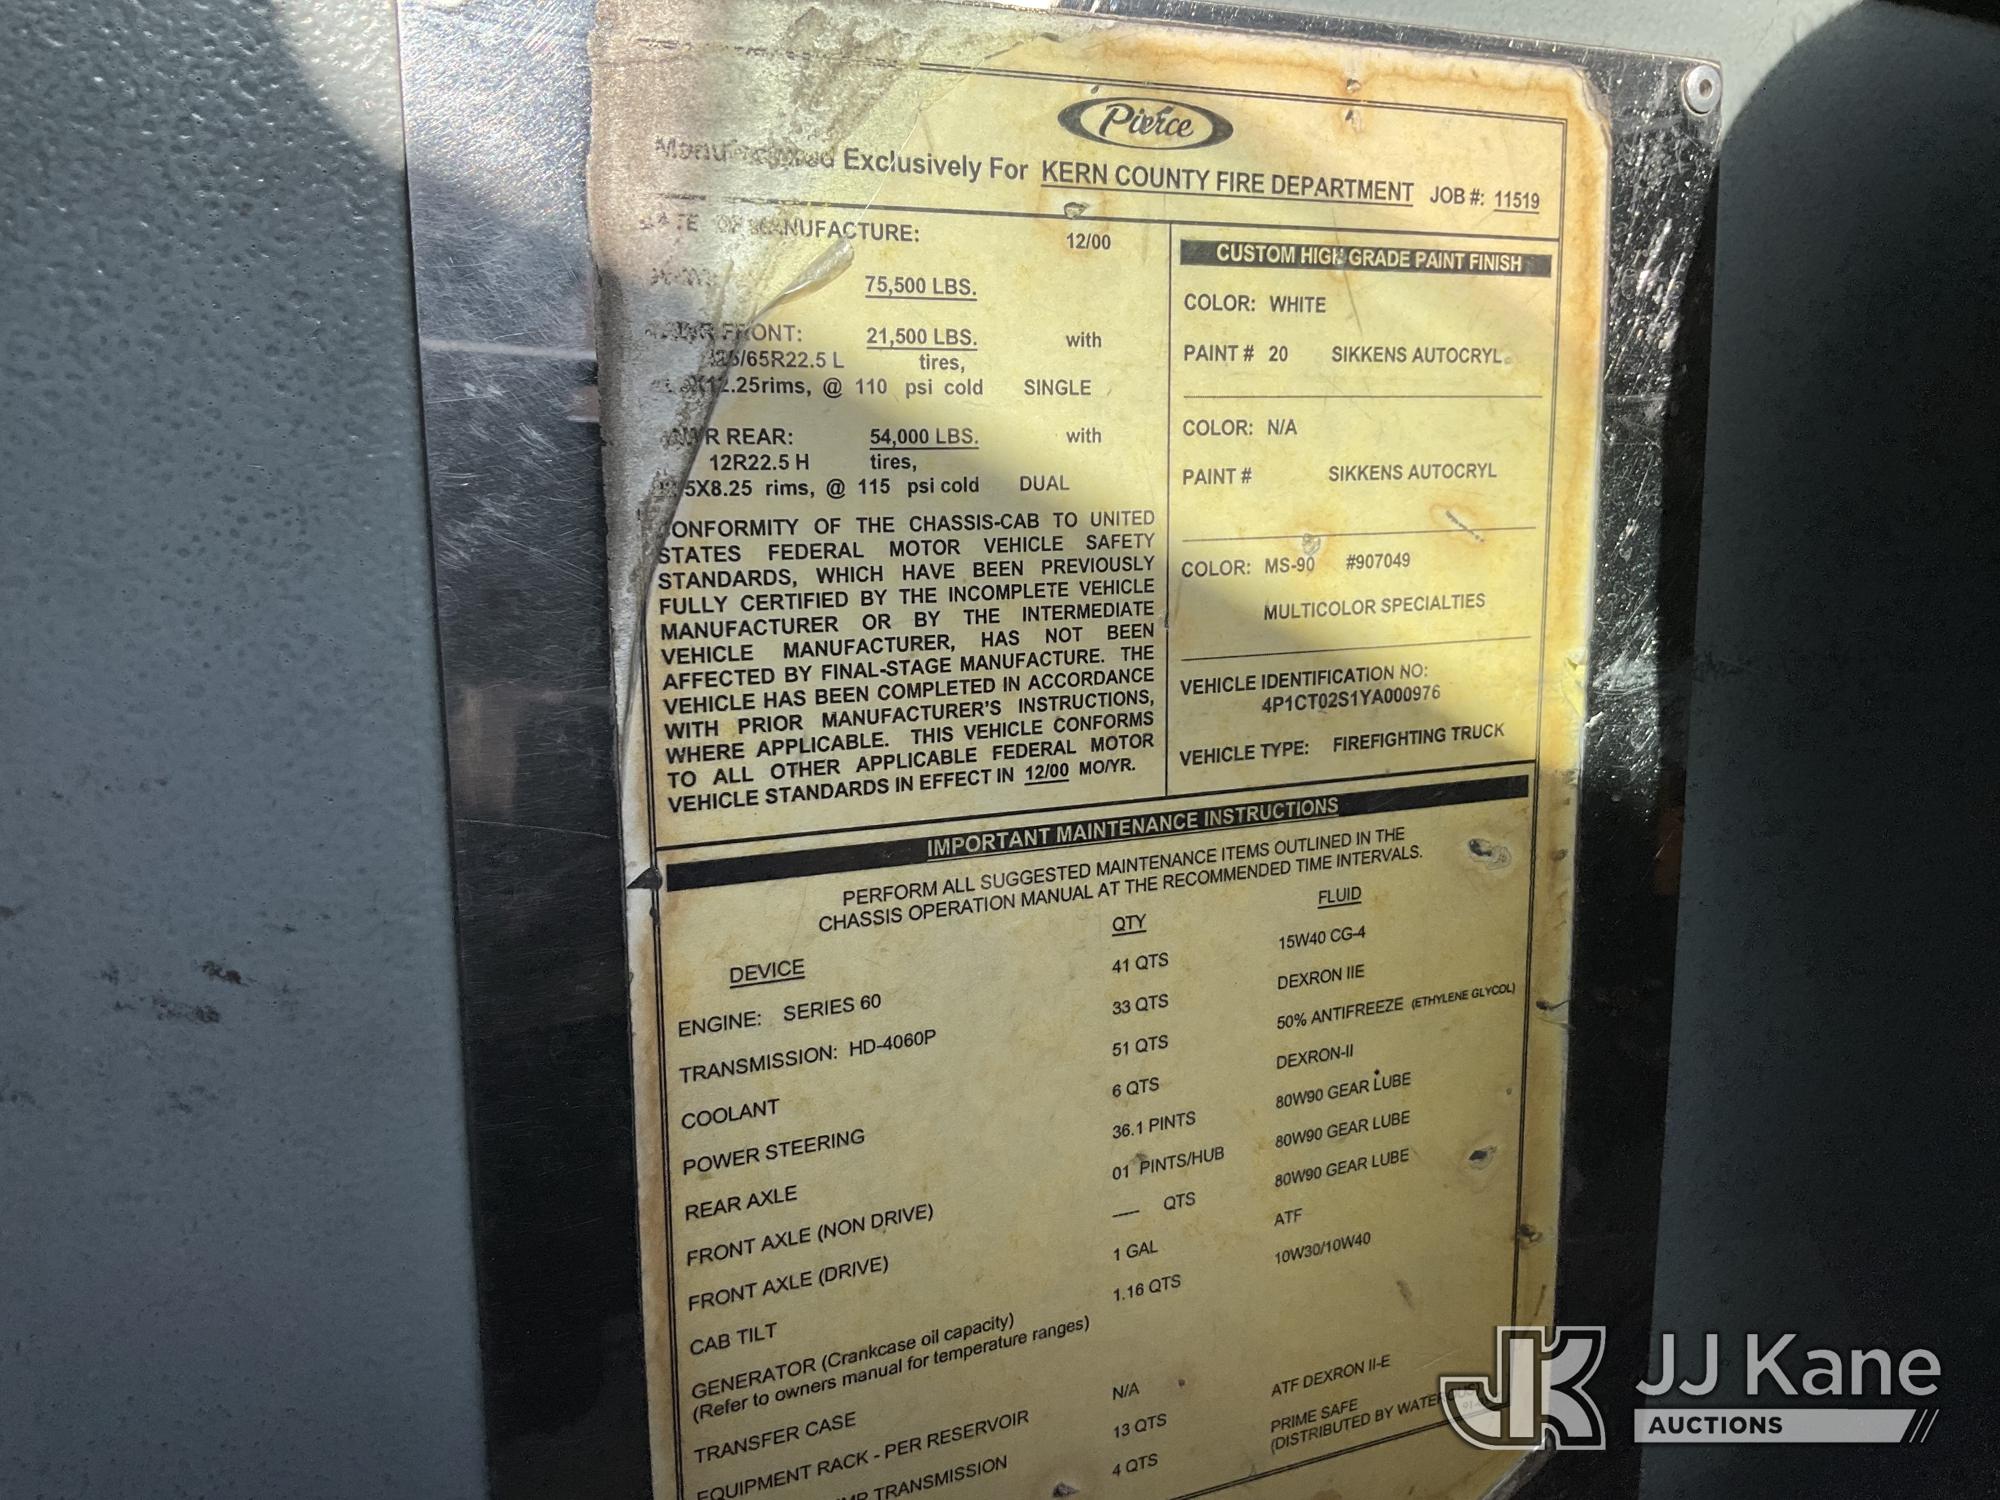 Pierce
Exclusively For KERN COUNTY FIRE DEPARTMENT JOB #: 11519
OF MANUFACTURE: 12/00
75,500 LBS.
FRONT: 21,500 LBS. with
/65R22.5 L tires,
rims, @ 110 psi cold SINGLE
REAR: 54,000 LBS. with
12R22.5 H tires,
5X8.25 rims, @ 115 psi cold DUAL
CONFORMITY OF THE CHASSIS-CAB TO UNITED
STATES FEDERAL MOTOR VEHICLE SAFETY
STANDARDS, WHICH HAVE BEEN PREVIOUSLY
FULLY CERTIFIED BY THE INCOMPLETE VEHICLE
MANUFACTURER OR BY THE INTERMEDIATE
VEHICLE MANUFACTURER, HAS NOT BEEN
AFFECTED BY FINAL-STAGE MANUFACTURE. THE
VEHICLE HAS BEEN COMPLETED IN ACCORDANCE
WITH PRIOR MANUFACTURER'S INSTRUCTIONS,
WHERE APPLICABLE. THIS VEHICLE CONFORMS
TO ALL OTHER APPLICABLE FEDERAL MOTOR
VEHICLE STANDARDS IN EFFECT IN 12/00 MO/YR.
CUSTOM HIGH GRADE PAINT FINISH
COLOR: WHITE
PAINT # 20 SIKKENS AUTOCRYL
COLOR: N/A
PAINT # SIKKENS AUTOCRYL
COLOR: MS-90 #907049
MULTICOLOR SPECIALTIES
VEHICLE IDENTIFICATION NO:
4P1CT02S1YA000976
VEHICLE TYPE: FIREFIGHTING TRUCK
IMPORTANT MAINTENANCE INSTRUCTIONS
PERFORM ALL SUGGESTED MAINTENANCE ITEMS OUTLINED IN THE
CHASSIS OPERATION MANUAL AT THE RECOMMENDED TIME INTERVALS.
DEVICE QTY FLUID
ENGINE: SERIES 60 41 QTS 15W40 CG-4
TRANSMISSION: HD-4060P 33 QTS DEXRON IIE
COOLANT 51 QTS 50% ANTIFREEZE (ETHYLENE GLYCOL)
POWER STEERING 6 QTS DEXRON-II
REAR AXLE 36.1 PINTS 80W90 GEAR LUBE
FRONT AXLE (NON DRIVE) 01 PINTS/HUB 80W90 GEAR LUBE
FRONT AXLE (DRIVE) ___ QTS 80W90 GEAR LUBE
CAB TILT 1 GAL ATF
GENERATOR (Crankcase oil capacity) 1.16 QTS 10W30/10W40
(Refer to owners manual for temperature ranges)
TRANSFER CASE N/A
EQUIPMENT RACK - PER RESERVOIR 13 QTS ATF DEXRON II-E
TRANSMISSION 4 QTS PRIME SAFE
(DISTRIBUTED BY WATEROUS)
JK JJ Kane
AUCTIONS